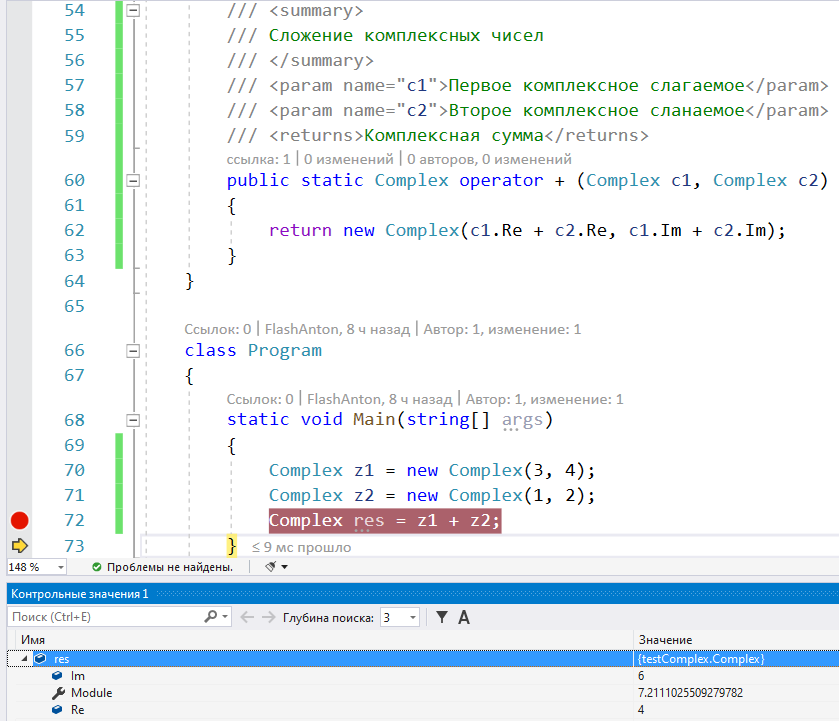 54 /// <summary>
55 /// Сложение комплексных чисел
56 /// </summary>
57 /// <param name="c1">Первое комплексное слагаемое</param>
58 /// <param name="c2">Второе комплексное сланаемое</param>
59 /// <returns>Комплексная сумма</returns>
ссылка: 1 | 0 изменений | 0 авторов, 0 изменений
60 public static Complex operator + (Complex c1, Complex c2)
61 {
62 return new Complex(c1.Re + c2.Re, c1.Im + c2.Im);
63 }
64 }
65
Ссылок: 0 | FlashAnton, 8 ч назад | Автор: 1, изменение: 1
66 class Program
67 {
Ссылок: 0 | FlashAnton, 8 ч назад | Автор: 1, изменение: 1
68 static void Main(string[] args)
69 {
70 Complex z1 = new Complex(3, 4);
71 Complex z2 = new Complex(1, 2);
72 Complex res = z1 + z2;
73 } ≤ 9 мс прошло
148 % Проблемы не найдены.
Контрольные значения 1
Поиск (Ctrl+E) Глубина поиска: 3 A
Имя Значение
res {testComplex.Complex}
Im 6
Module 7.2111025509279782
Re 4